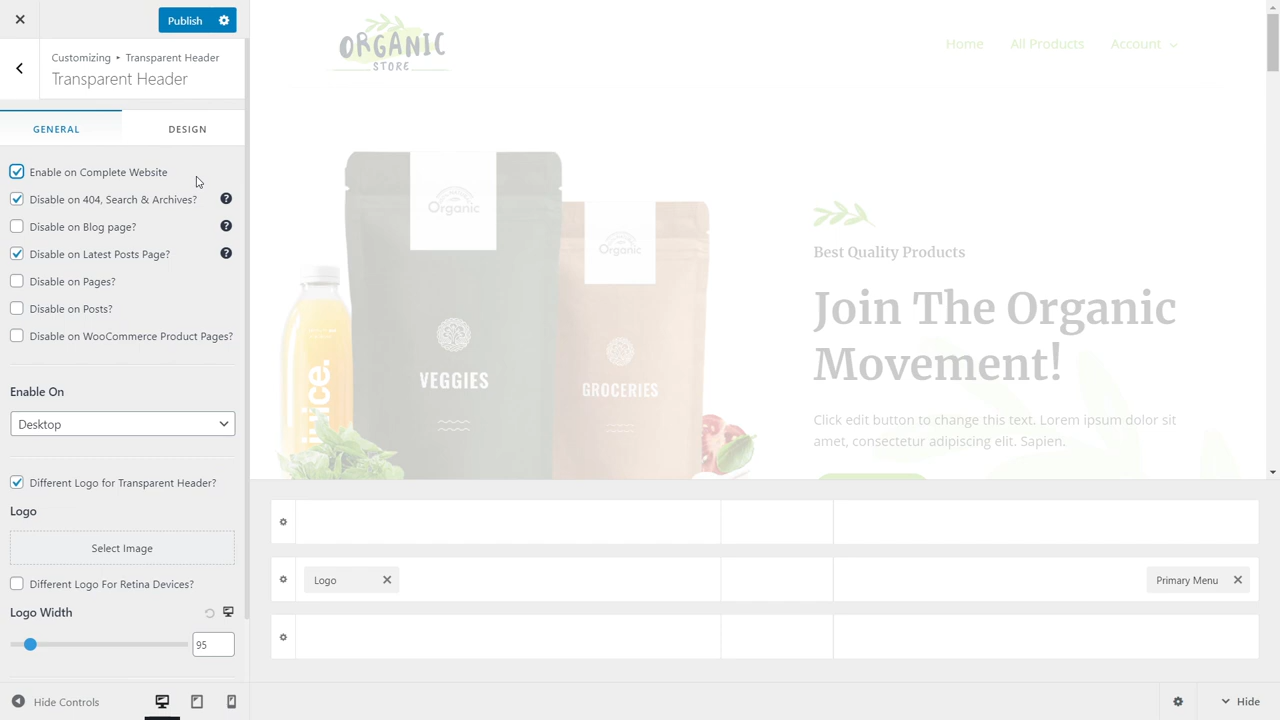 Publish
Customizing ▸ Transparent Header
Transparent Header
GENERAL
DESIGN
Enable on Complete Website
Disable on 404, Search & Archives?
Disable on Blog page?
Disable on Latest Posts Page?
Disable on Pages?
Disable on Posts?
Disable on WooCommerce Product Pages?
Enable On
Desktop
Different Logo for Transparent Header?
Logo
Select Image
Different Logo For Retina Devices?
Logo Width
95
Hide Controls
ORGANIC
STORE
Home
All Products
Account
Organic
Organic
VEGGIES
GROCERIES
juice.
Best Quality Products
Join The Organic
Movement!
Click edit button to change this text. Lorem ipsum dolor sit
amet, consectetur adipiscing elit. Sapien.
Logo
Primary Menu
Hide